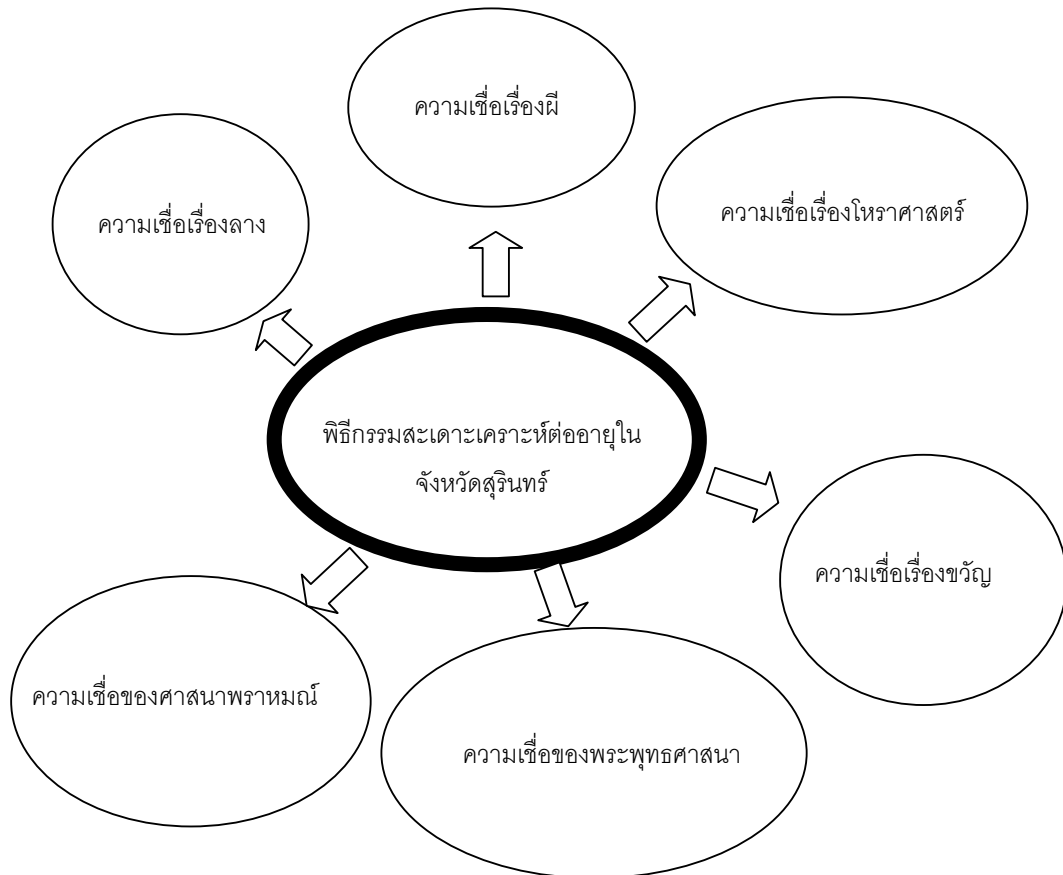 ความเชื่อเรื่องผี
ความเชื่อเรื่องลาง
ความเชื่อเรื่องโหราศาสตร์
พิธีกรรมสะเดาะเคราะห์ต่ออายุใน
จังหวัดสุรินทร์
ความเชื่อเรื่องขวัญ
ความเชื่อของศาสนาพราหมณ์
ความเชื่อของพระพุทธศาสนา